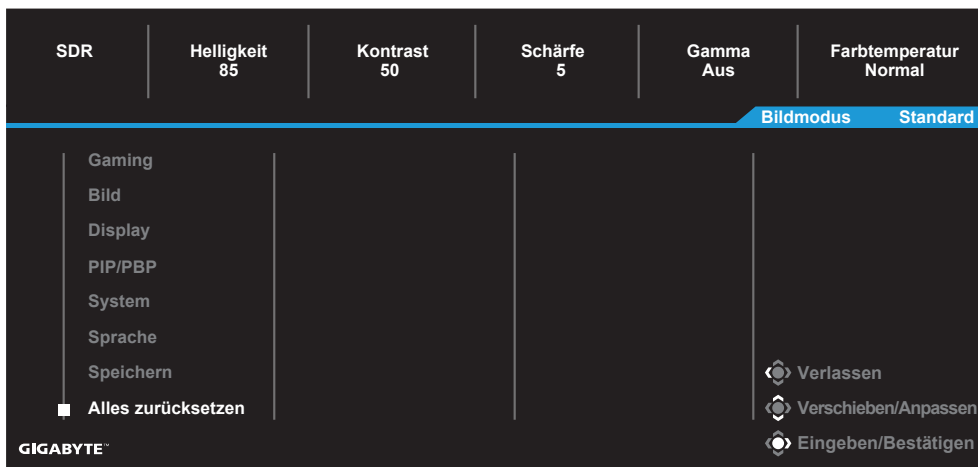 SDR
Helligkeit
85
Kontrast
50
Schärfe
5
Gamma
Aus
Farbtemperatur
Normal
Bildmodus Standard
Gaming
Bild
Display
PIP/PBP
System
Sprache
Speichern
Alles zurücksetzen
Verlassen
Verschieben/Anpassen
Eingeben/Bestätigen
GIGABYTE™